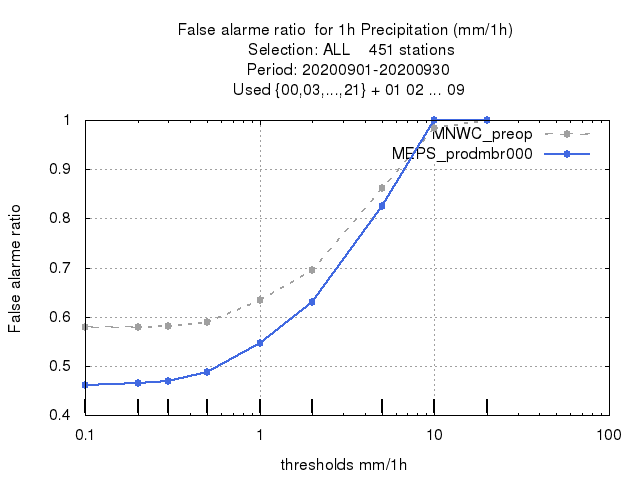 False alarme ratio  for 1h Precipitation (mm/1h)
Selection: ALL    451 stations
Period: 20200901-20200930
Used {00,03,...,21} + 01 02 ... 09
MNWC_preop
MEPS_prodmbr000
1
0.9
0.8
0.7
0.6
0.5
0.4
False alarme ratio
0.1
1
10
100
thresholds mm/1h